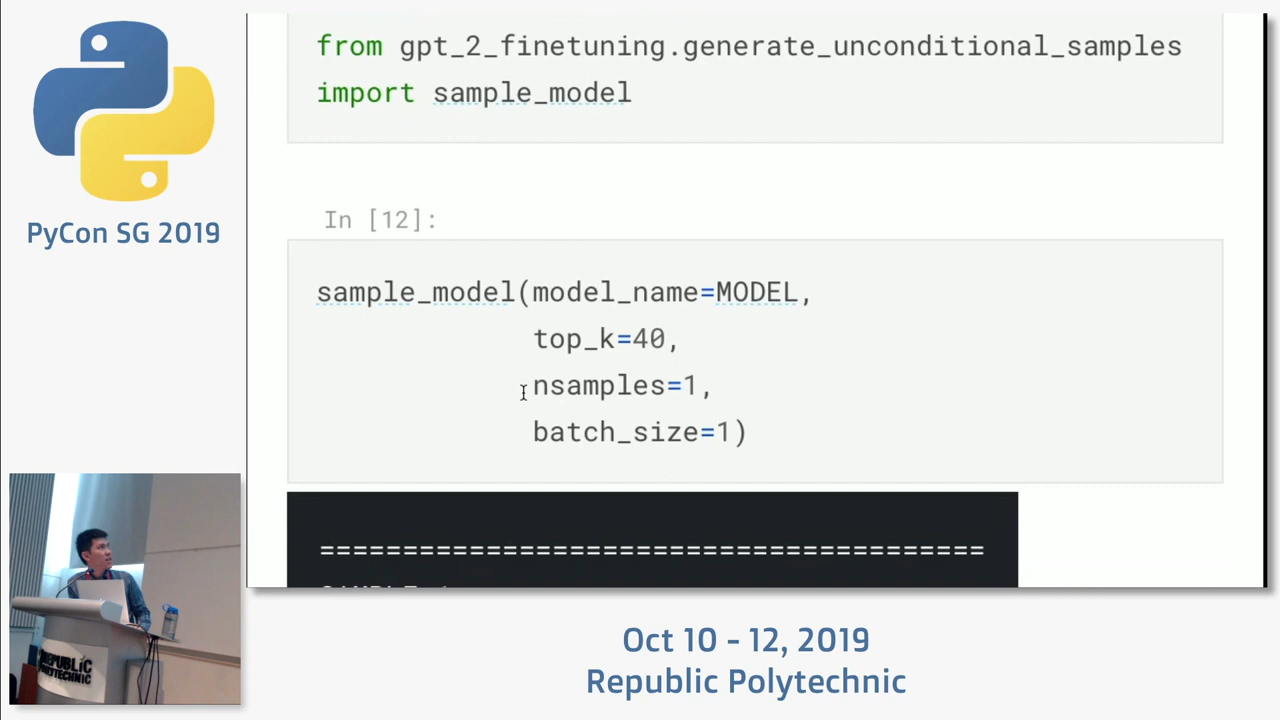 from gpt_2_finetuning.generate_unconditional_samples
import sample_model
In [12]:
sample_model(model_name=MODEL,
top_k=40,
nsamples=1,
batch_size=1)
=======================================
PyCon SG 2019
REPUBLIC
POLYTECHNIC
Oct 10 - 12, 2019
Republic Polytechnic